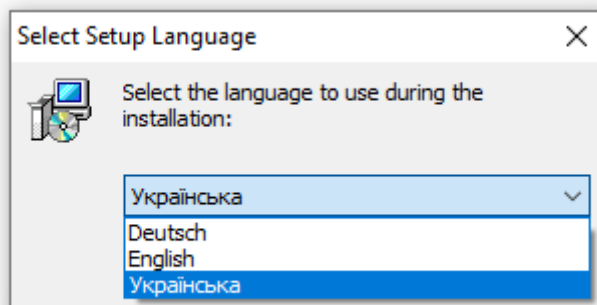 Select Setup Language
Select the language to use during the
installation:
Українська
Deutsch
English
Українська